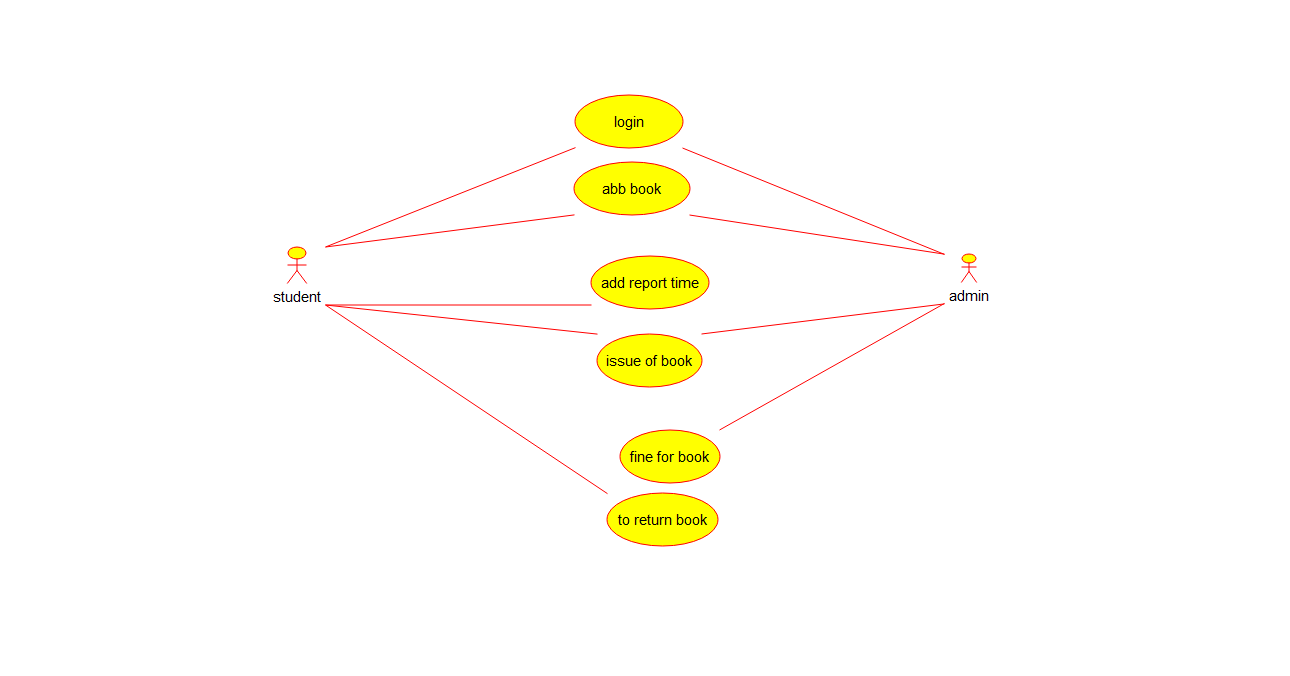 login
abb book
add report time
student
admin
issue of book
fine for book
to return book